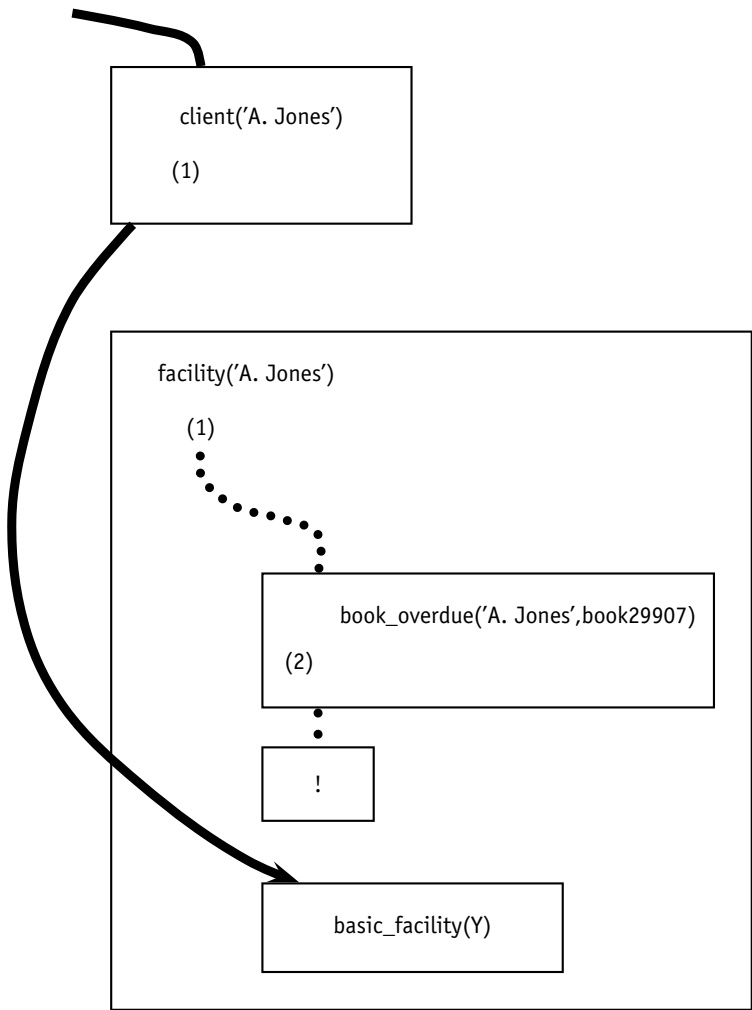 client('A. Jones')
(1)
facility('A. Jones')
(1)
book_overdue('A. Jones',book29907)
(2)
!
basic_facility(Y)